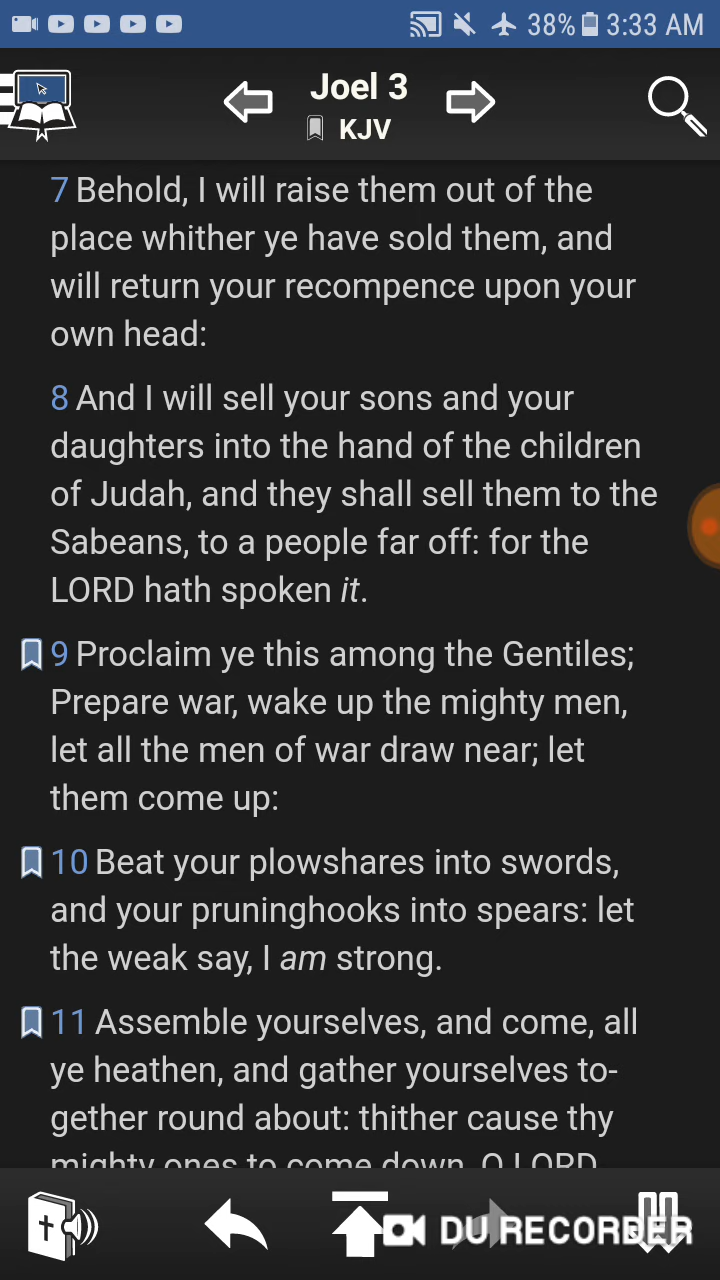 38% 3:33 AM
Joel 3
KJV
7 Behold, I will raise them out of the
place whither ye have sold them, and
will return your recompence upon your
own head:
8 And I will sell your sons and your
daughters into the hand of the children
of Judah, and they shall sell them to the
Sabeans, to a people far off: for the
LORD hath spoken it.
9 Proclaim ye this among the Gentiles;
Prepare war, wake up the mighty men,
let all the men of war draw near; let
them come up:
10 Beat your plowshares into swords,
and your pruninghooks into spears: let
the weak say, I am strong.
11 Assemble yourselves, and come, all
ye heathen, and gather yourselves to-
gether round about: thither cause thy
mighty ones to come down, O LORD.
DU RECORDER